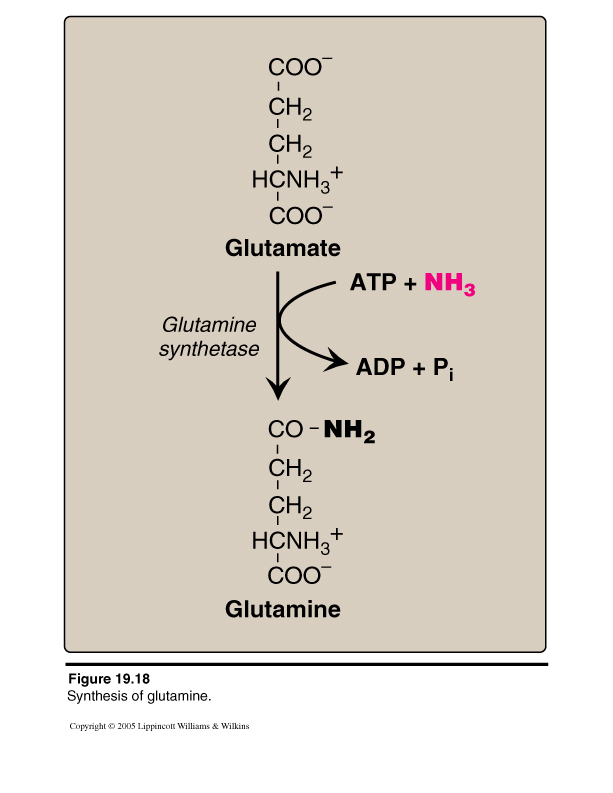 COO⁻
CH₂
CH₂
HCNH₃⁺
COO⁻
Glutamate
ATP + NH₃
Glutamine
synthetase
ADP + Pᵢ
CO – NH₂
CH₂
CH₂
HCNH₃⁺
COO⁻
Glutamine
Figure 19.18
Synthesis of glutamine.
Copyright © 2005 Lippincott Williams & Wilkins